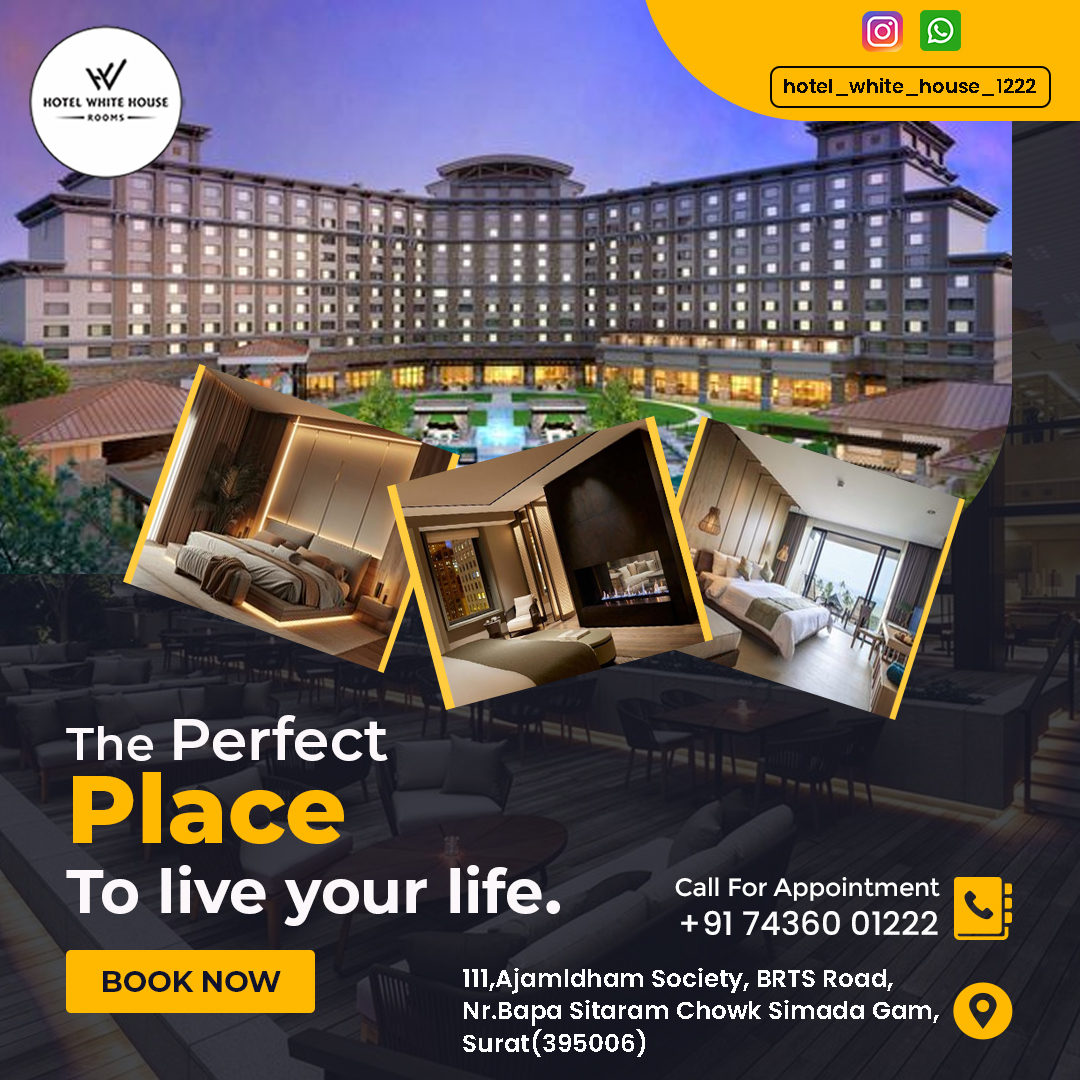 HOTEL WHITE HOUSE
ROOMS
hotel_white_house_1222
The Perfect
Place
To live your life.
BOOK NOW
Call For Appointment
+91 74360 01222
111,Ajamldham Society, BRTS Road,
Nr.Bapa Sitaram Chowk Simada Gam,
Surat(395006)